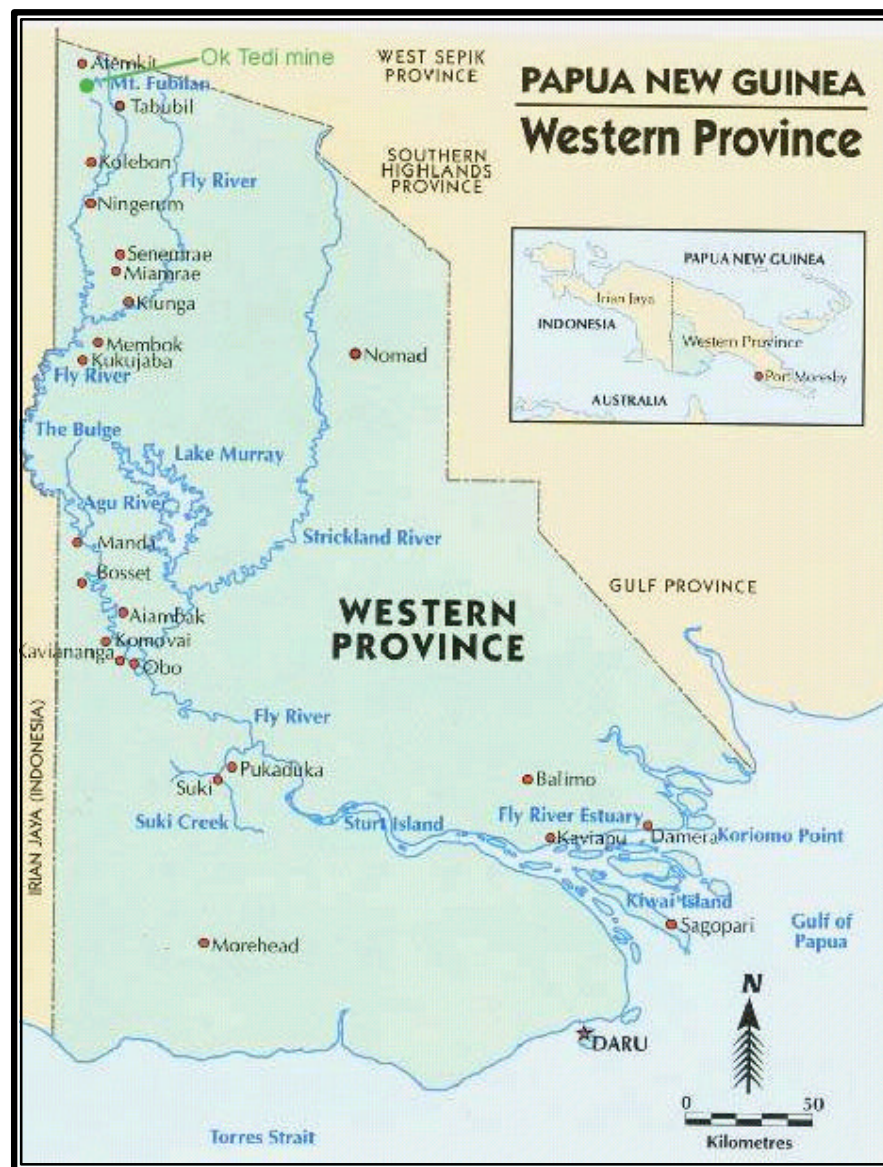 Ok Tedi mine
WEST SEPIK
PROVINCE
PAPUA NEW GUINEA
Western Province
Atemkit
Mt. Fubilan
Tabubil
SOUTHERN
HIGHLANDS
PROVINCE
Kolebon
Fly River
Ningerum
Senemrae
Miamrae
Kiunga
PAPUA NEW GUINEA
Irian Jaya
INDONESIA
Western Province
Port Moresby
AUSTRALIA
Membok
Kukujaba
Nomad
Fly River
The Bulge
Lake Murray
Agu River
Manda
Strickland River
Bosset
GULF PROVINCE
Aiambak
WESTERN
PROVINCE
Komovai
Kaviananga
Obo
IRIAN JAYA (INDONESIA)
Fly River
Pukaduka
Suki
Balimo
Suki Creek
Sturt Island
Fly River Estuary
Kaviapu
Damera
Koriomo Point
Kiwai Island
Sagopari
Gulf of
Papua
Morehead
N
DARU
0 50
Kilometres
Torres Strait